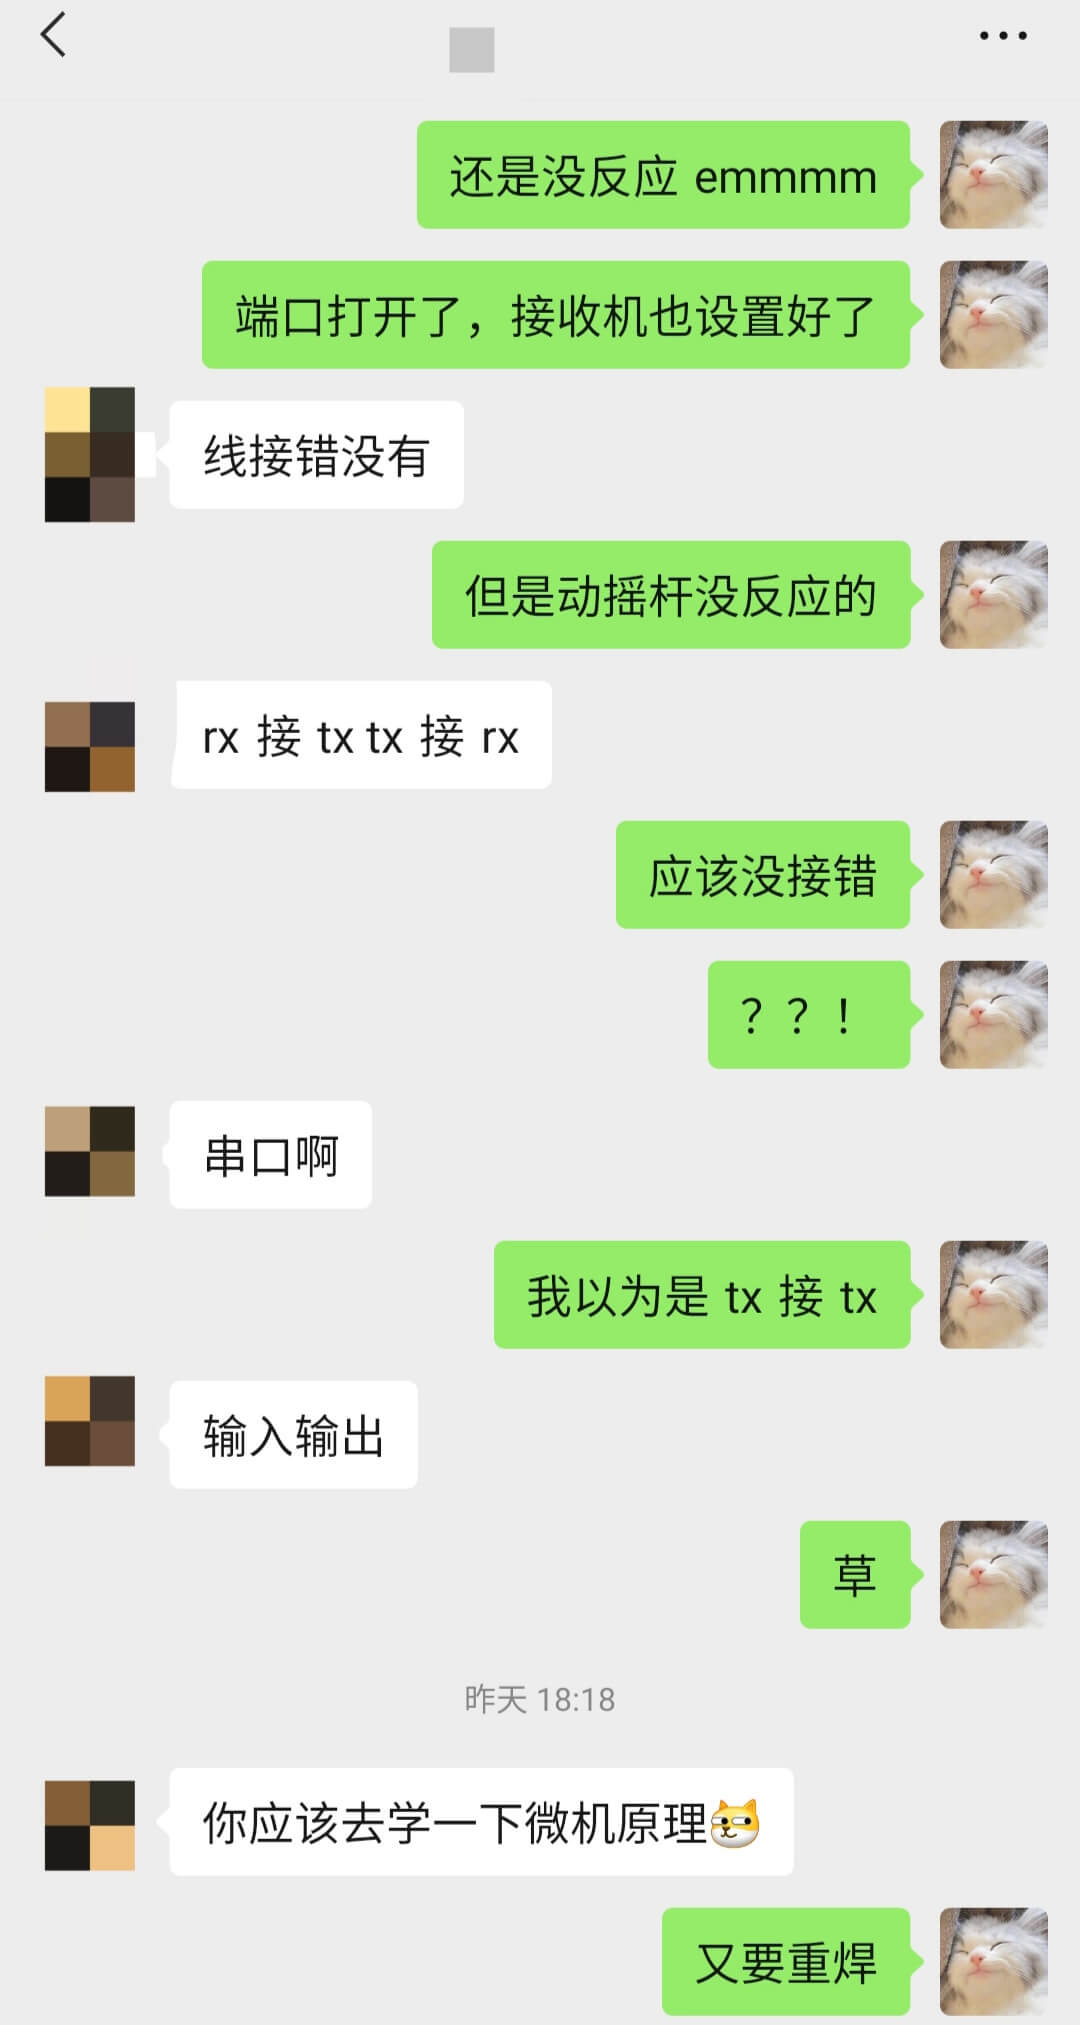 还是没反应 emmmm
端口打开了，接收机也设置好了
线接错没有
但是动摇杆没反应的
rx 接 tx tx 接 rx
应该没接错
？？！
串口啊
我以为是 tx 接 tx
输入输出
草
昨天 18:18
你应该去学一下微机原理
又要重焊